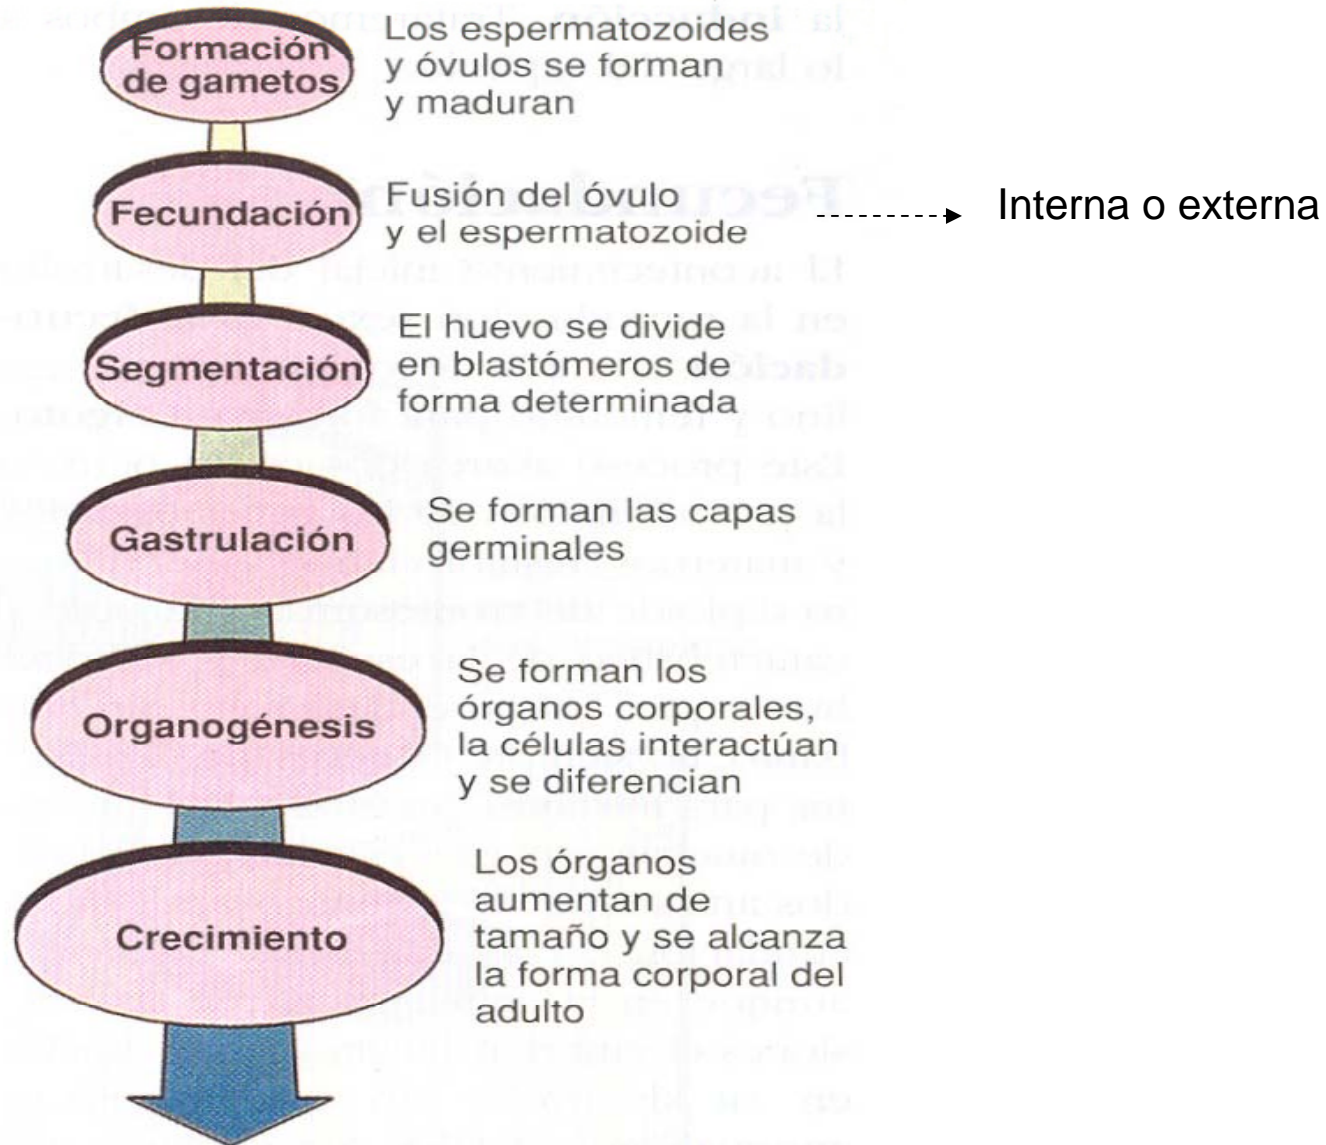 Formación
de gametos
Los espermatozoides
y óvulos se forman
y maduran
Fecundación
Fusión del óvulo
y el espermatozoide
Interna o externa
Segmentación
El huevo se divide
en blastómeros de
forma determinada
Gastrulación
Se forman las capas
germinales
Organogénesis
Se forman los
órganos corporales,
la células interactúan
y se diferencian
Crecimiento
Los órganos
aumentan de
tamaño y se alcanza
la forma corporal del
adulto